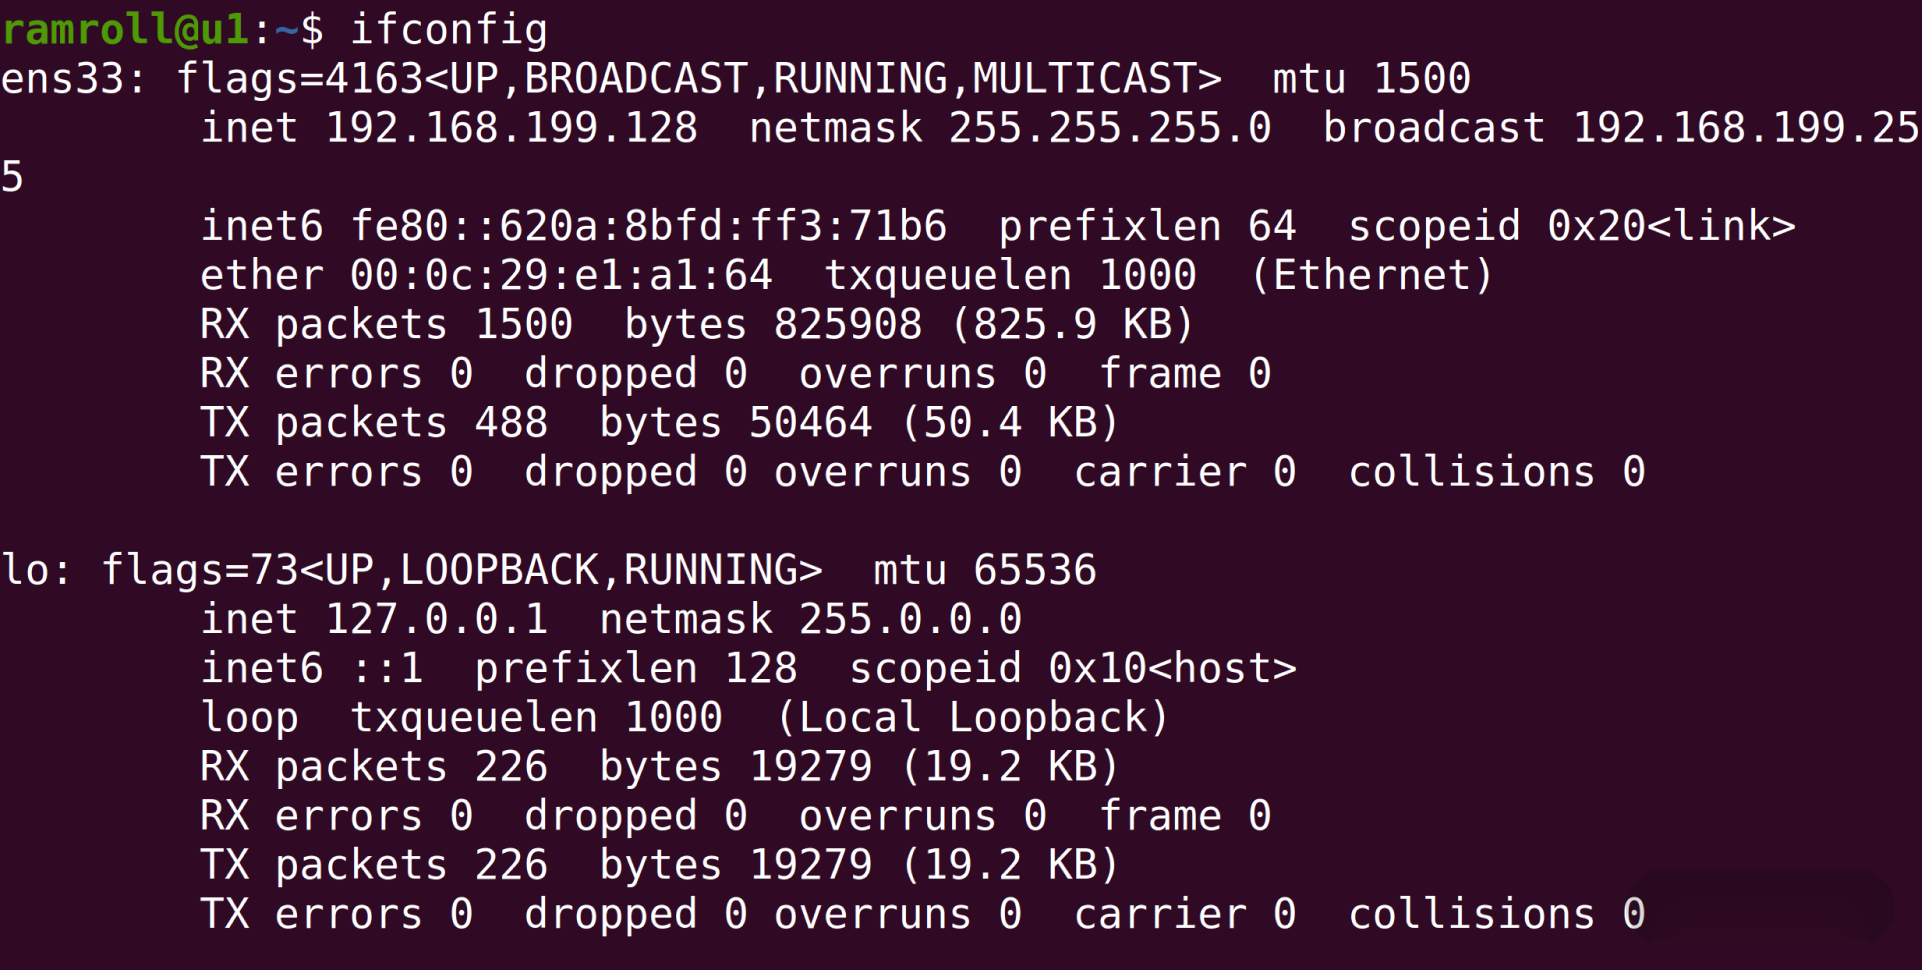 ramroll@u1:~$ ifconfig
ens33: flags=4163<UP,BROADCAST,RUNNING,MULTICAST>  mtu 1500
        inet 192.168.199.128  netmask 255.255.255.0  broadcast 192.168.199.25
5
        inet6 fe80::620a:8bfd:ff3:71b6  prefixlen 64  scopeid 0x20<link>
        ether 00:0c:29:e1:a1:64  txqueuelen 1000  (Ethernet)
        RX packets 1500  bytes 825908 (825.9 KB)
        RX errors 0  dropped 0  overruns 0  frame 0
        TX packets 488  bytes 50464 (50.4 KB)
        TX errors 0  dropped 0 overruns 0  carrier 0  collisions 0

lo: flags=73<UP,LOOPBACK,RUNNING>  mtu 65536
        inet 127.0.0.1  netmask 255.0.0.0
        inet6 ::1  prefixlen 128  scopeid 0x10<host>
        loop  txqueuelen 1000  (Local Loopback)
        RX packets 226  bytes 19279 (19.2 KB)
        RX errors 0  dropped 0  overruns 0  frame 0
        TX packets 226  bytes 19279 (19.2 KB)
        TX errors 0  dropped 0 overruns 0  carrier 0  collisions 0